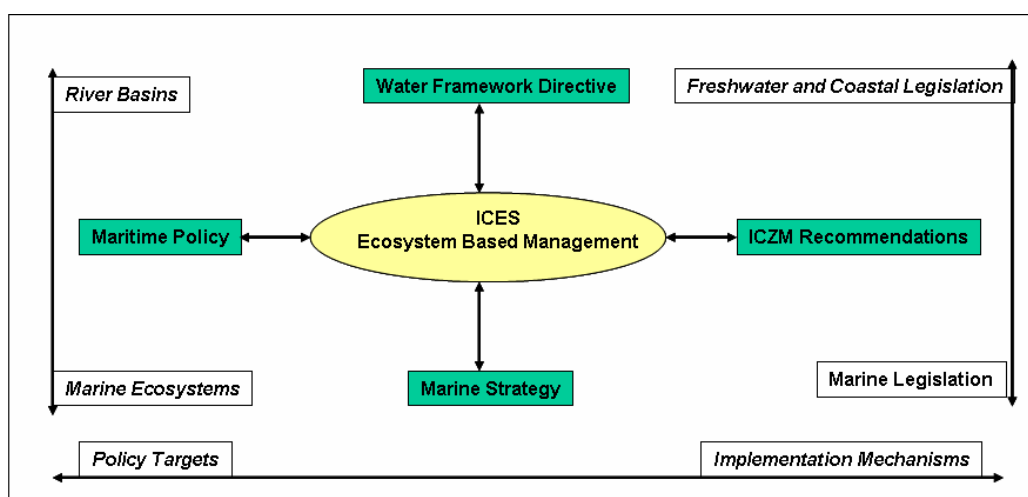 Water Framework Directive
River Basins
Freshwater and Coastal Legislation
ICES
Ecosystem Based Management
Maritime Policy
ICZM Recommendations
Marine Ecosystems
Marine Strategy
Marine Legislation
Policy Targets
Implementation Mechanisms